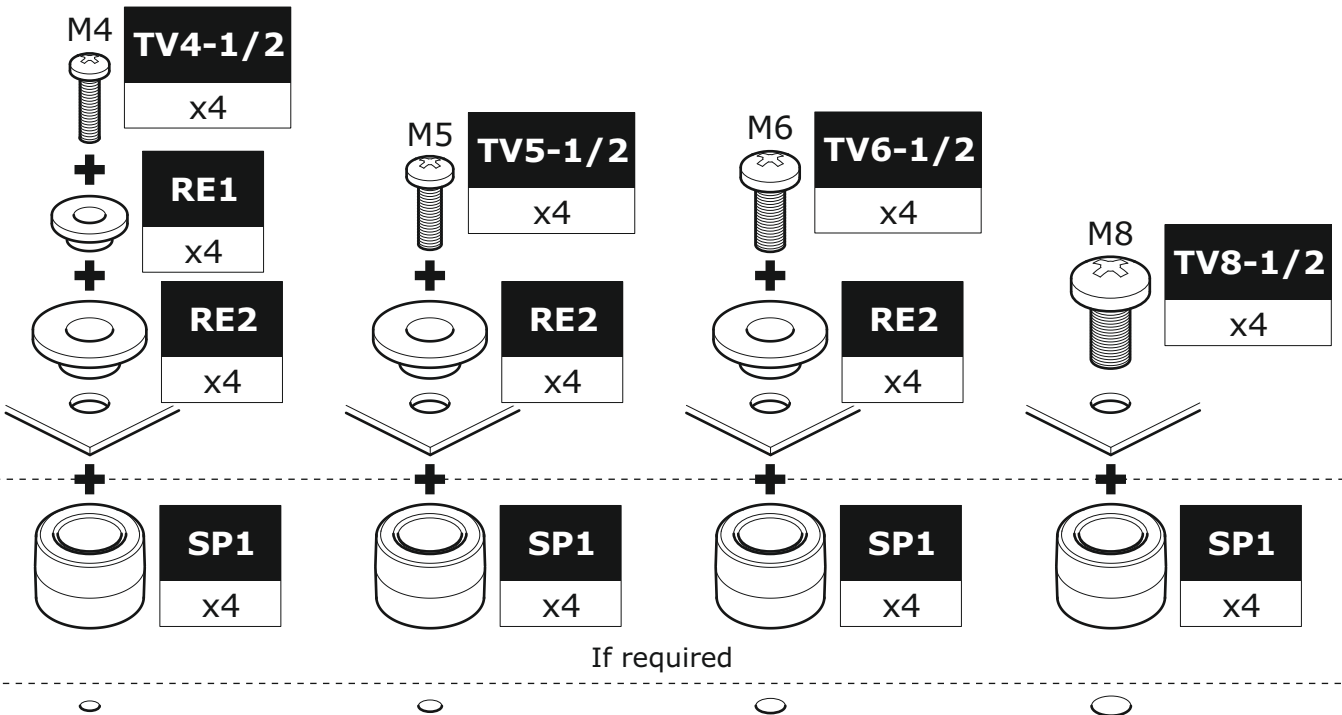 M4
TV4-1/2
x4
RE1
x4
RE2
x4
M5
TV5-1/2
x4
RE2
x4
M6
TV6-1/2
x4
RE2
x4
M8
TV8-1/2
x4
SP1
x4
SP1
x4
SP1
x4
SP1
x4
If required